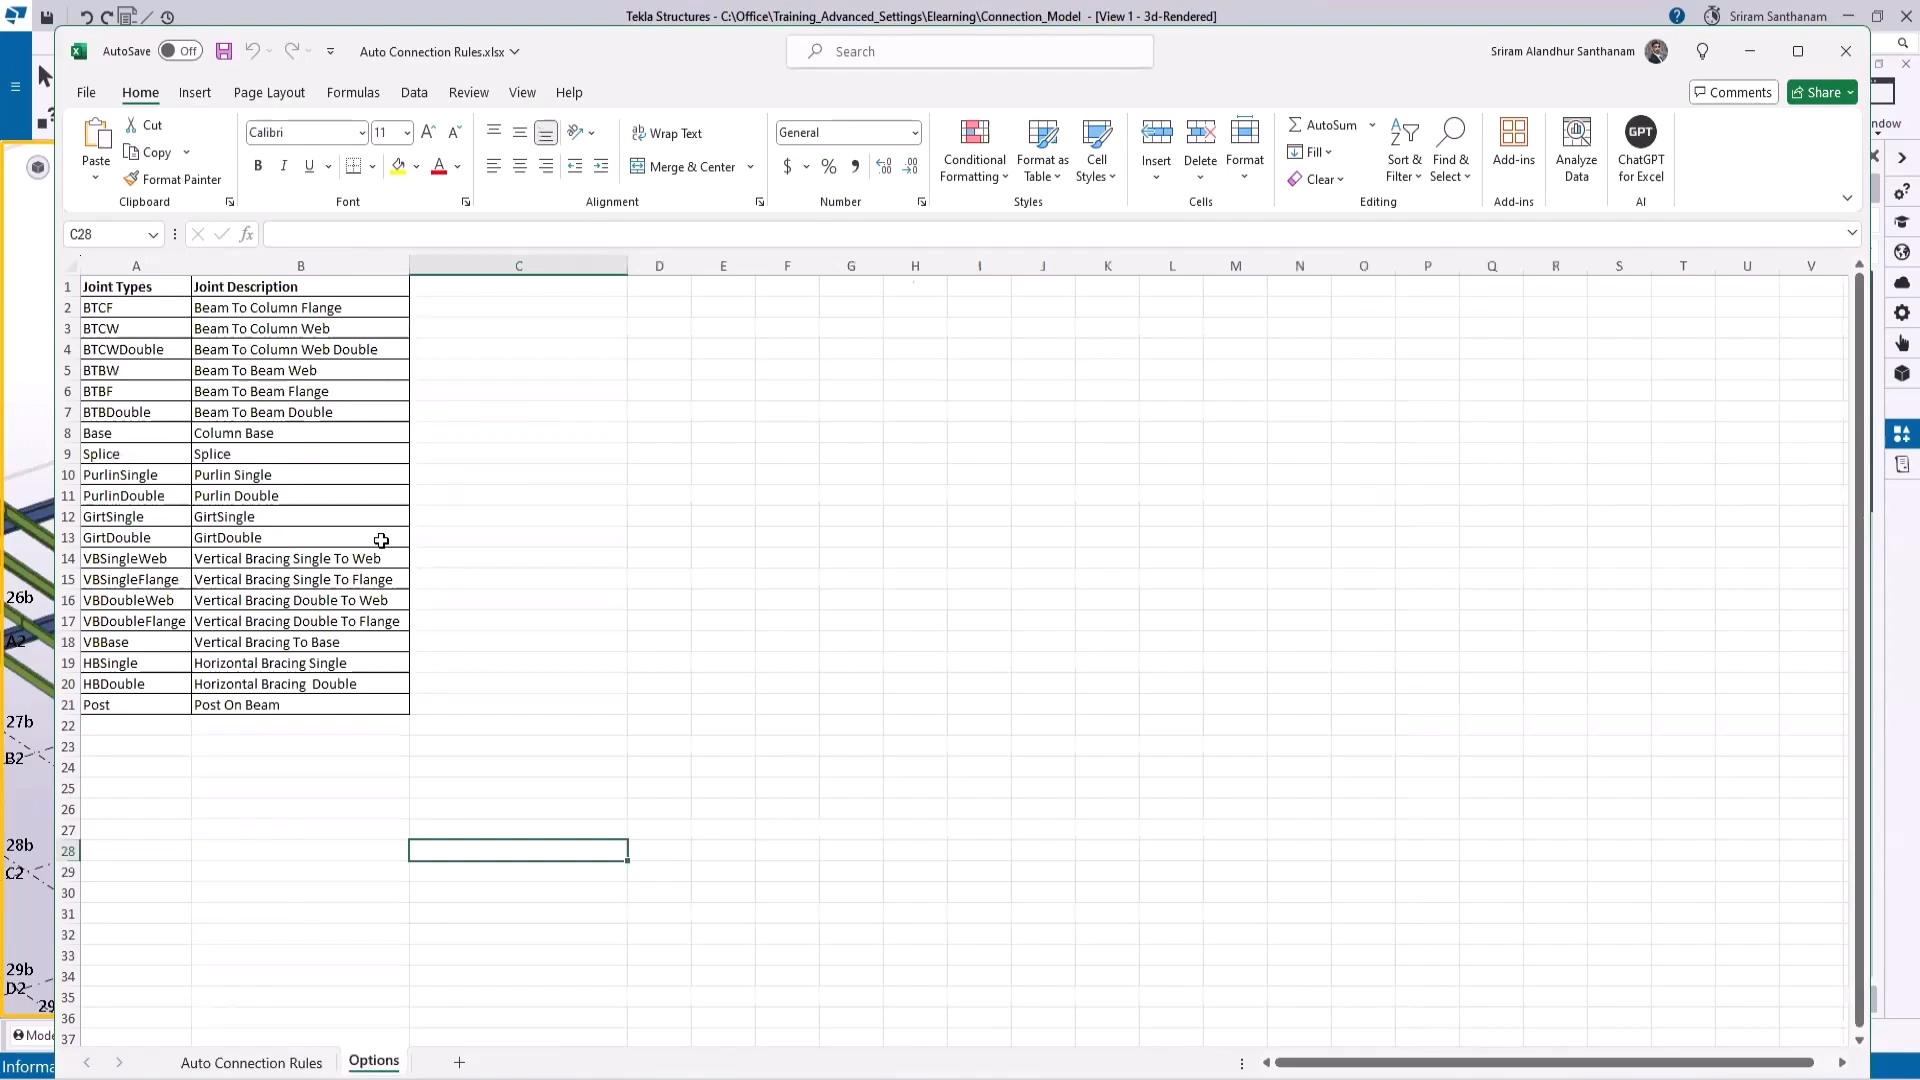 Tekla Structures - C:\Office\Training_Advanced_Settings\Elearning\Connection_Model - [View 1 - 3d-Rendered]
Sriram Santhanam
AutoSave Off
Auto Connection Rules.xlsx
Search
Sriram Alandhur Santhanam
File Home Insert Page Layout Formulas Data Review View Help
Comments Share
Paste
Cut
Copy
Format Painter
Clipboard
Calibri 11
B I U
Font
Wrap Text
Merge & Center
Alignment
General
$ % ,
Number
Conditional Formatting
Format as Table
Cell Styles
Styles
Insert Delete Format
Cells
AutoSum
Fill
Clear
Sort & Filter
Find & Select
Editing
Add-ins
Add-ins
Analyze Data
GPT
ChatGPT for Excel
AI
ndow
C28
fx
A B C D E F G H I J K L M N O P Q R S T U V
1 Joint Types Joint Description
2 BTCF Beam To Column Flange
3 BTCW Beam To Column Web
4 BTCWDouble Beam To Column Web Double
5 BTBW Beam To Beam Web
6 BTBF Beam To Beam Flange
7 BTBDouble Beam To Beam Double
8 Base Column Base
9 Splice Splice
10 PurlinSingle Purlin Single
11 PurlinDouble Purlin Double
12 GirtSingle GirtSingle
13 GirtDouble GirtDouble
14 VBSingleWeb Vertical Bracing Single To Web
15 VBSingleFlange Vertical Bracing Single To Flange
16 VBDoubleWeb Vertical Bracing Double To Web
17 VBDoubleFlange Vertical Bracing Double To Flange
18 VBBase Vertical Bracing To Base
19 HBSingle Horizontal Bracing Single
20 HBDouble Horizontal Bracing  Double
21 Post Post On Beam
22
23
24
25
26
27
28
29
30
31
32
33
34
35
36
37
26b
A2
27b
B2
28b
C2
29b
D2
29
Mode
Informa
Auto Connection Rules Options